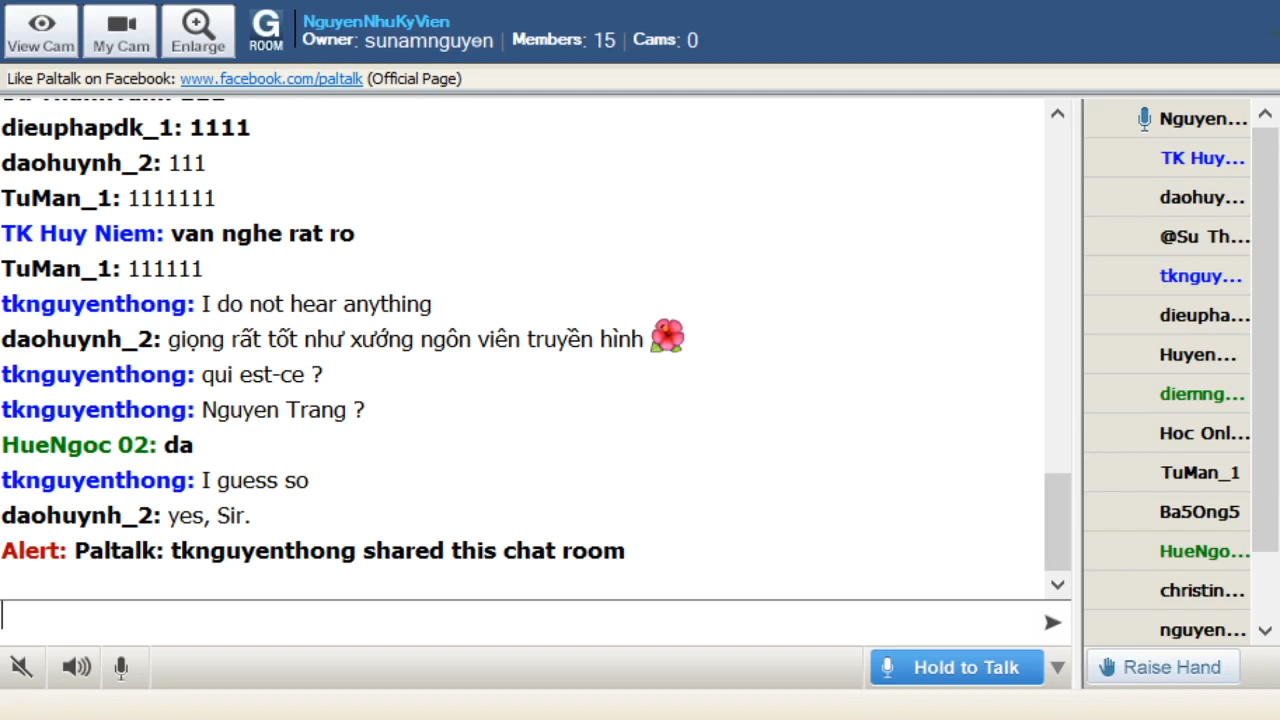 View Cam
My Cam
Enlarge
G
ROOM
NguyenNhuKyVien
Owner: sunamnguyen | Members: 15 | Cams: 0
Like Paltalk on Facebook: www.facebook.com/paltalk (Official Page)
dieuphapdk_1: 1111
daohuynh_2: 111
TuMan_1: 1111111
TK Huy Niem: van nghe rat ro
TuMan_1: 111111
tknguyenthong: I do not hear anything
daohuynh_2: giọng rất tốt như xướng ngôn viên truyền hình
tknguyenthong: qui est-ce ?
tknguyenthong: Nguyen Trang ?
HueNgoc 02: da
tknguyenthong: I guess so
daohuynh_2: yes, Sir.
Alert: Paltalk: tknguyenthong shared this chat room
Hold to Talk
Nguyen...
TK Huy...
daohuy...
@Su Th...
tknguy...
dieupha...
Huyen...
diemng...
Hoc Onl...
TuMan_1
Ba5Ong5
HueNgo...
christin...
nguyen...
Raise Hand